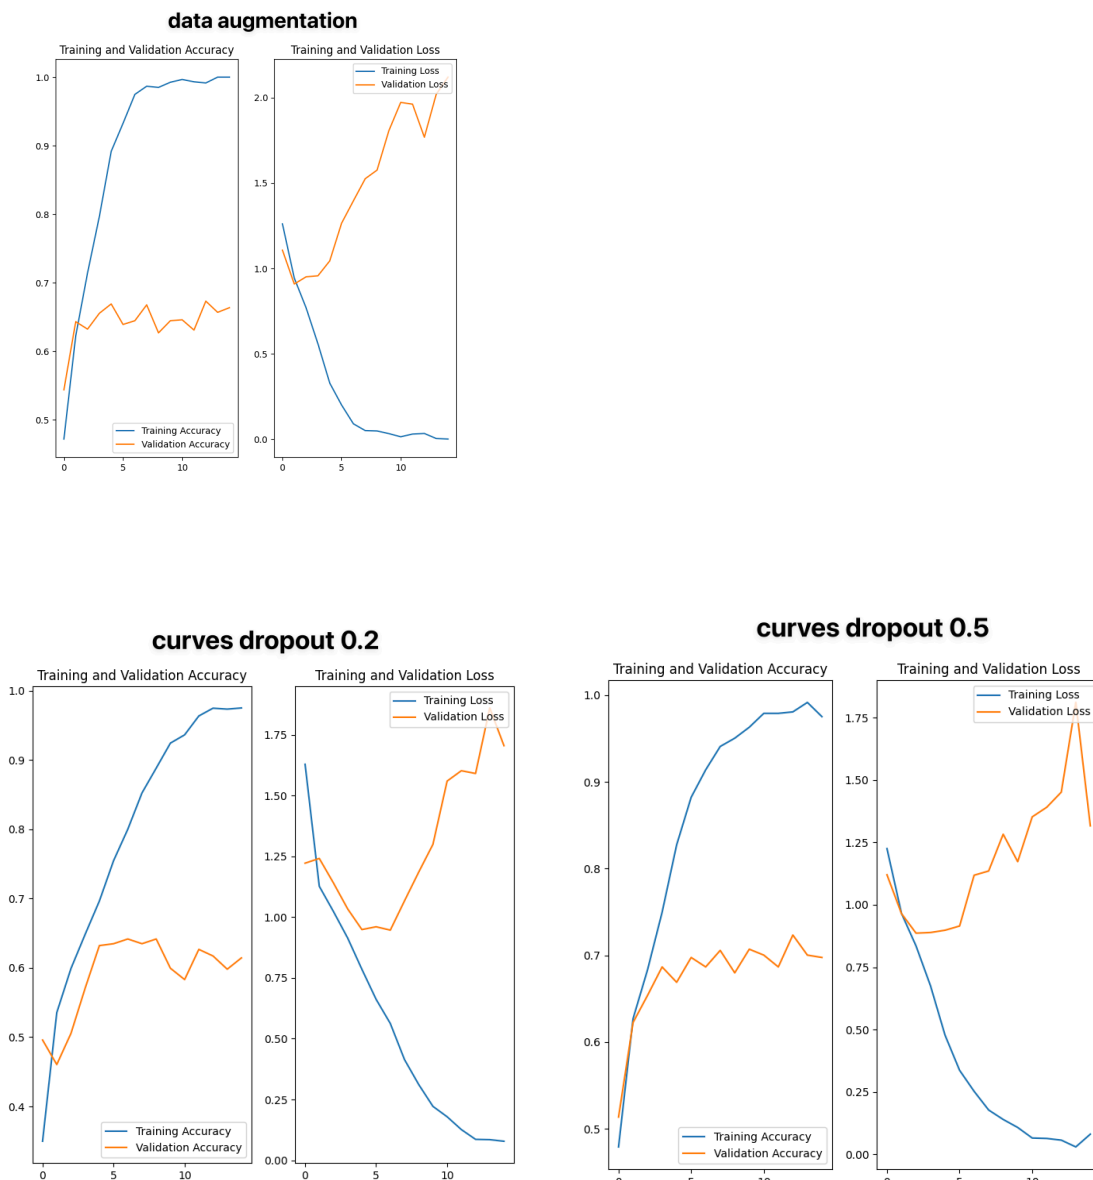 data augmentation
Training and Validation Accuracy
Training and Validation Loss
Training Loss
Validation Loss
1.0
0.9
0.8
0.7
0.6
0.5
Training Accuracy
Validation Accuracy
0
5
10
2.0
1.5
1.0
0.5
0.0
0
5
10
curves dropout 0.2
Training and Validation Accuracy
Training and Validation Loss
1.0
0.9
0.8
0.7
0.6
0.5
0.4
Training Accuracy
Validation Accuracy
0
5
10
Training Loss
Validation Loss
1.75
1.50
1.25
1.00
0.75
0.50
0.25
0.00
0
5
10
curves dropout 0.5
Training and Validation Accuracy
Training and Validation Loss
1.0
0.9
0.8
0.7
0.6
0.5
Training Accuracy
Validation Accuracy
Training Loss
Validation Loss
1.75
1.50
1.25
1.00
0.75
0.50
0.25
0.00